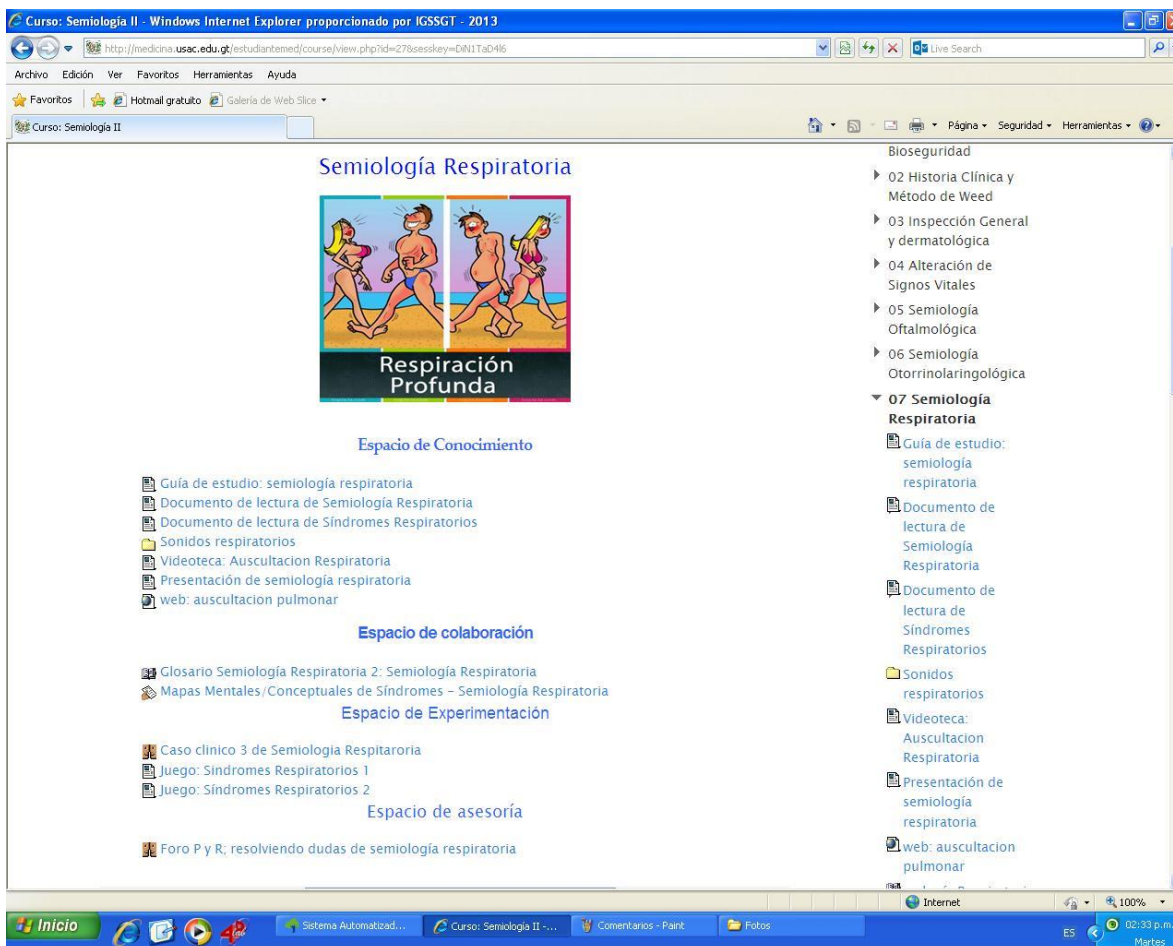 Curso: Semiología II - Windows Internet Explorer proporcionado por IGSSGT - 2013
http://medicina.usac.edu.gt/estudiantemed/course/view.php?id=27&sesskey=DiN1TaD4l6
Live Search
Archivo Edición Ver Favoritos Herramientas Ayuda
Favoritos Hotmail gratuito Galería de Web Slice
Curso: Semiología II
Página Seguridad Herramientas
Semiología Respiratoria
Respiración
Profunda
Espacio de Conocimiento
Guía de estudio: semiología respiratoria
Documento de lectura de Semiología Respiratoria
Documento de lectura de Síndromes Respiratorios
Sonidos respiratorios
Videoteca: Auscultacion Respiratoria
Presentación de semiología respiratoria
web: auscultacion pulmonar
Espacio de colaboración
Glosario Semiología Respiratoria 2: Semiología Respiratoria
Mapas Mentales/Conceptuales de Síndromes - Semiología Respiratoria
Espacio de Experimentación
Caso clinico 3 de Semiologia Respitaroria
Juego: Sindromes Respiratorios 1
Juego: Síndromes Respiratorios 2
Espacio de asesoría
Foro P y R; resolviendo dudas de semiología respiratoria
Bioseguridad
02 Historia Clínica y
Método de Weed
03 Inspección General
y dermatológica
04 Alteración de
Signos Vitales
05 Semiología
Oftalmológica
06 Semiología
Otorrinolaringológica
07 Semiología
Respiratoria
Guía de estudio:
semiología
respiratoria
Documento de
lectura de
Semiología
Respiratoria
Documento de
lectura de
Síndromes
Respiratorios
Sonidos
respiratorios
Videoteca:
Auscultacion
Respiratoria
Presentación de
semiología
respiratoria
web: auscultacion
pulmonar
Internet 100%
Inicio Sistema Automatizad... Curso: Semiología II -... Comentarios - Paint Fotos ES 02:33 p.m.
Martes